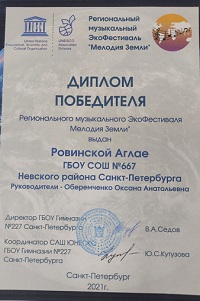 Региональный
музыкальный
ЭкоФестиваль
"Мелодия Земли"
ДИПЛОМ
ПОБЕДИТЕЛЯ
Регионального музыкального ЭкоФестиваля
Мелодия Земли"
выдан
Ровинской Аглае
ГБОУ СОШ №667
Невского района Санкт-Петербурга
Руководители - Оберемченко Оксана Анатольевна
Директор ГБОУ Гимназии
№227 Санкт-Петербурга
В.А.Седов
Координатор САШ ЮНЕСКО
ГБОУ Гимназии №227
Санкт-Петербурга
Ю.С.Кутузова
Санкт-Петербург
2021г.